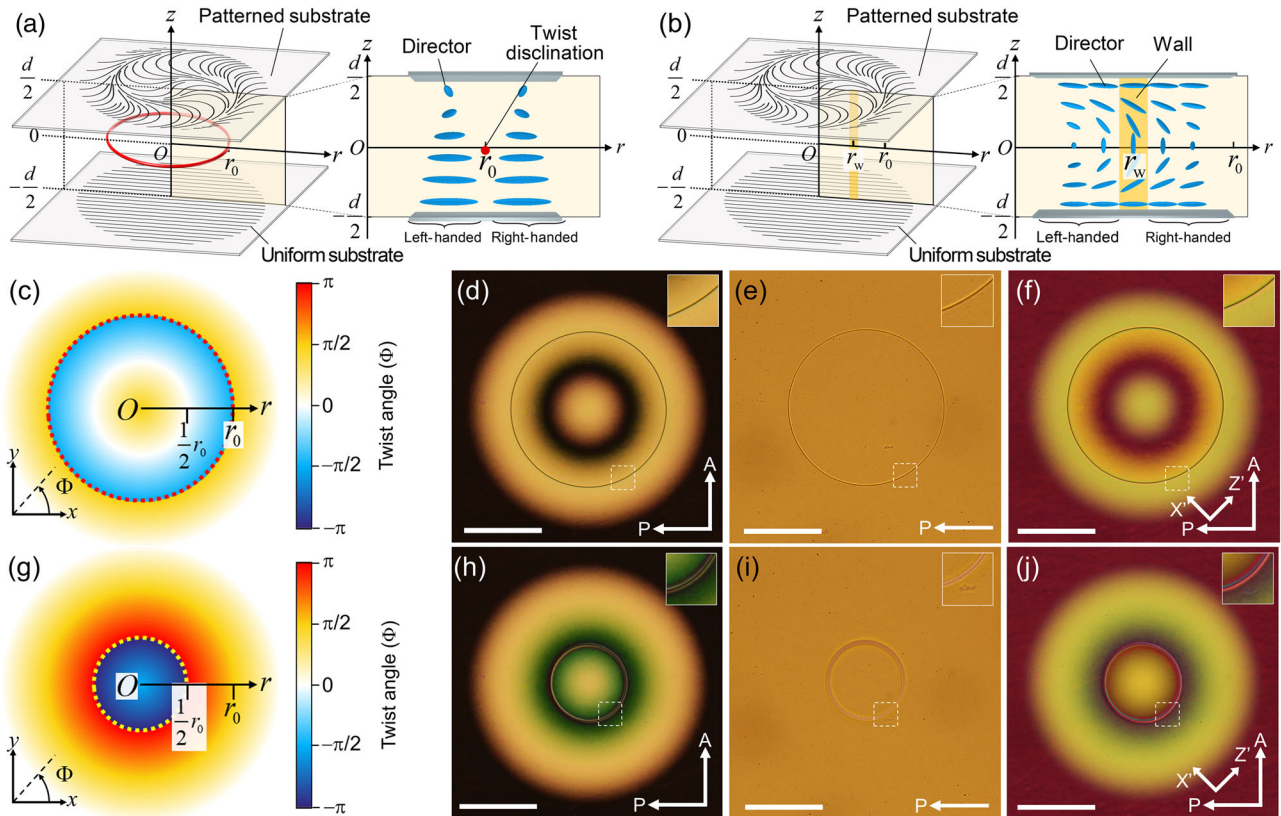 (a)
Patterned substrate
z
d
2
0
−d
2
O
r0
r
Uniform substrate
z
Director
Twist
disclination
d
2
O
r0
r
−d
2
Left-handed
Right-handed
(b)
Patterned substrate
z
d
2
0
−d
2
O
rw
r0
r
Uniform substrate
z
Director
Wall
d
2
O
rw
r0
r
−d
2
Left-handed
Right-handed
(c)
O
1
2 r0
r0
r
y
Φ
x
π
π/2
0
−π/2
−π
Twist angle (Φ)
(d)
A
P
(e)
P
(f)
A
Z'
X'
P
(g)
O
1
2 r0
r0
r
y
Φ
x
π
π/2
0
−π/2
−π
Twist angle (Φ)
(h)
A
P
(i)
P
(j)
A
Z'
X'
P